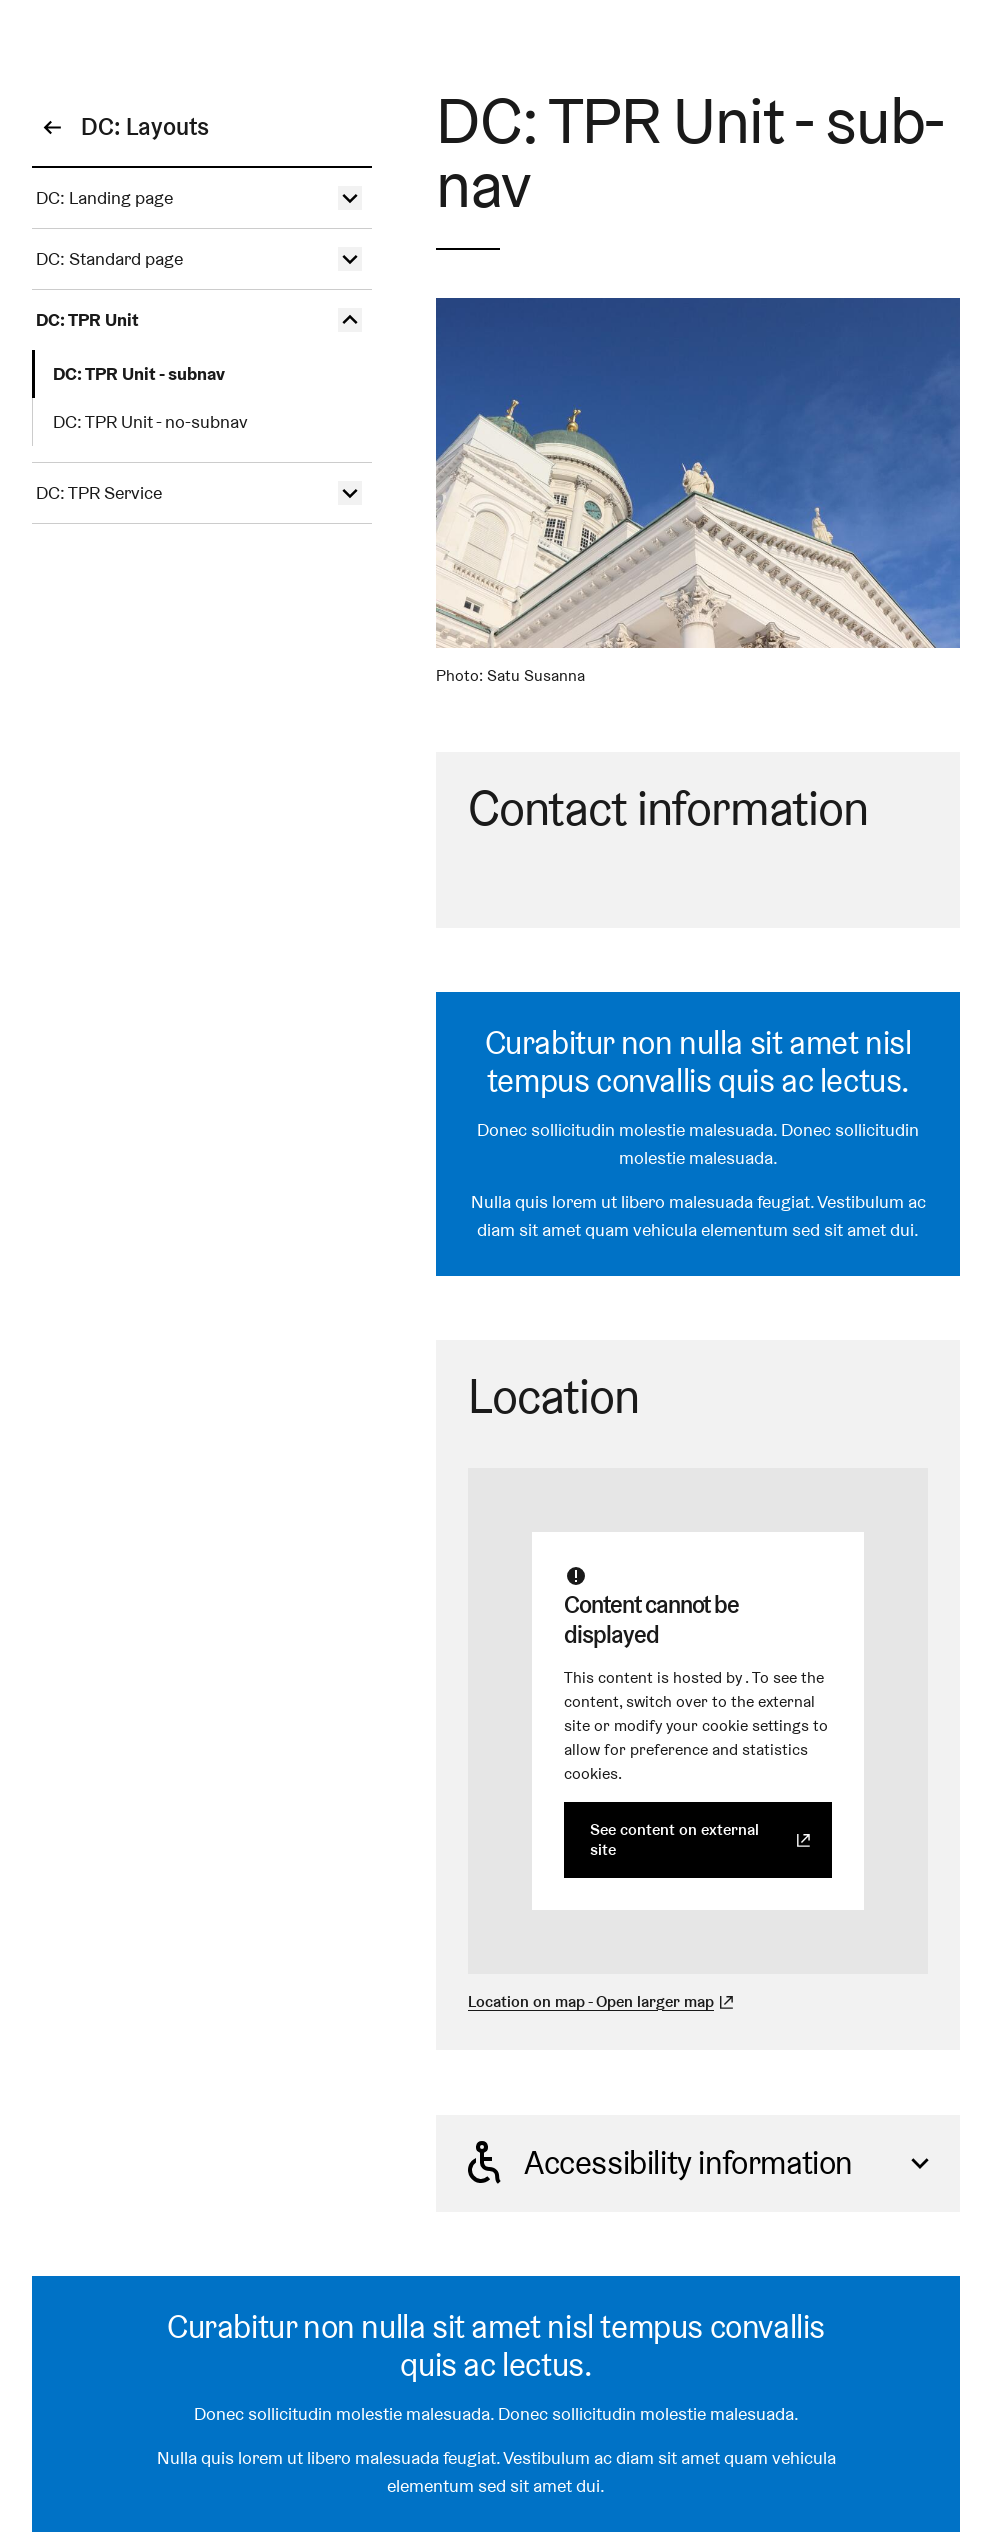 DC: Layouts
DC: Landing page
DC: Standard page
DC: TPR Unit
DC: TPR Unit - subnav
DC: TPR Unit - no-subnav
DC: TPR Service
DC: TPR Unit - sub-
nav
Photo: Satu Susanna
Contact information
Curabitur non nulla sit amet nisl
tempus convallis quis ac lectus.
Donec sollicitudin molestie malesuada. Donec sollicitudin
molestie malesuada.
Nulla quis lorem ut libero malesuada feugiat. Vestibulum ac
diam sit amet quam vehicula elementum sed sit amet dui.
Location
Content cannot be
displayed
This content is hosted by . To see the
content, switch over to the external
site or modify your cookie settings to
allow for preference and statistics
cookies.
See content on external
site
Location on map - Open larger map
Accessibility information
Curabitur non nulla sit amet nisl tempus convallis
quis ac lectus.
Donec sollicitudin molestie malesuada. Donec sollicitudin molestie malesuada.
Nulla quis lorem ut libero malesuada feugiat. Vestibulum ac diam sit amet quam vehicula
elementum sed sit amet dui.